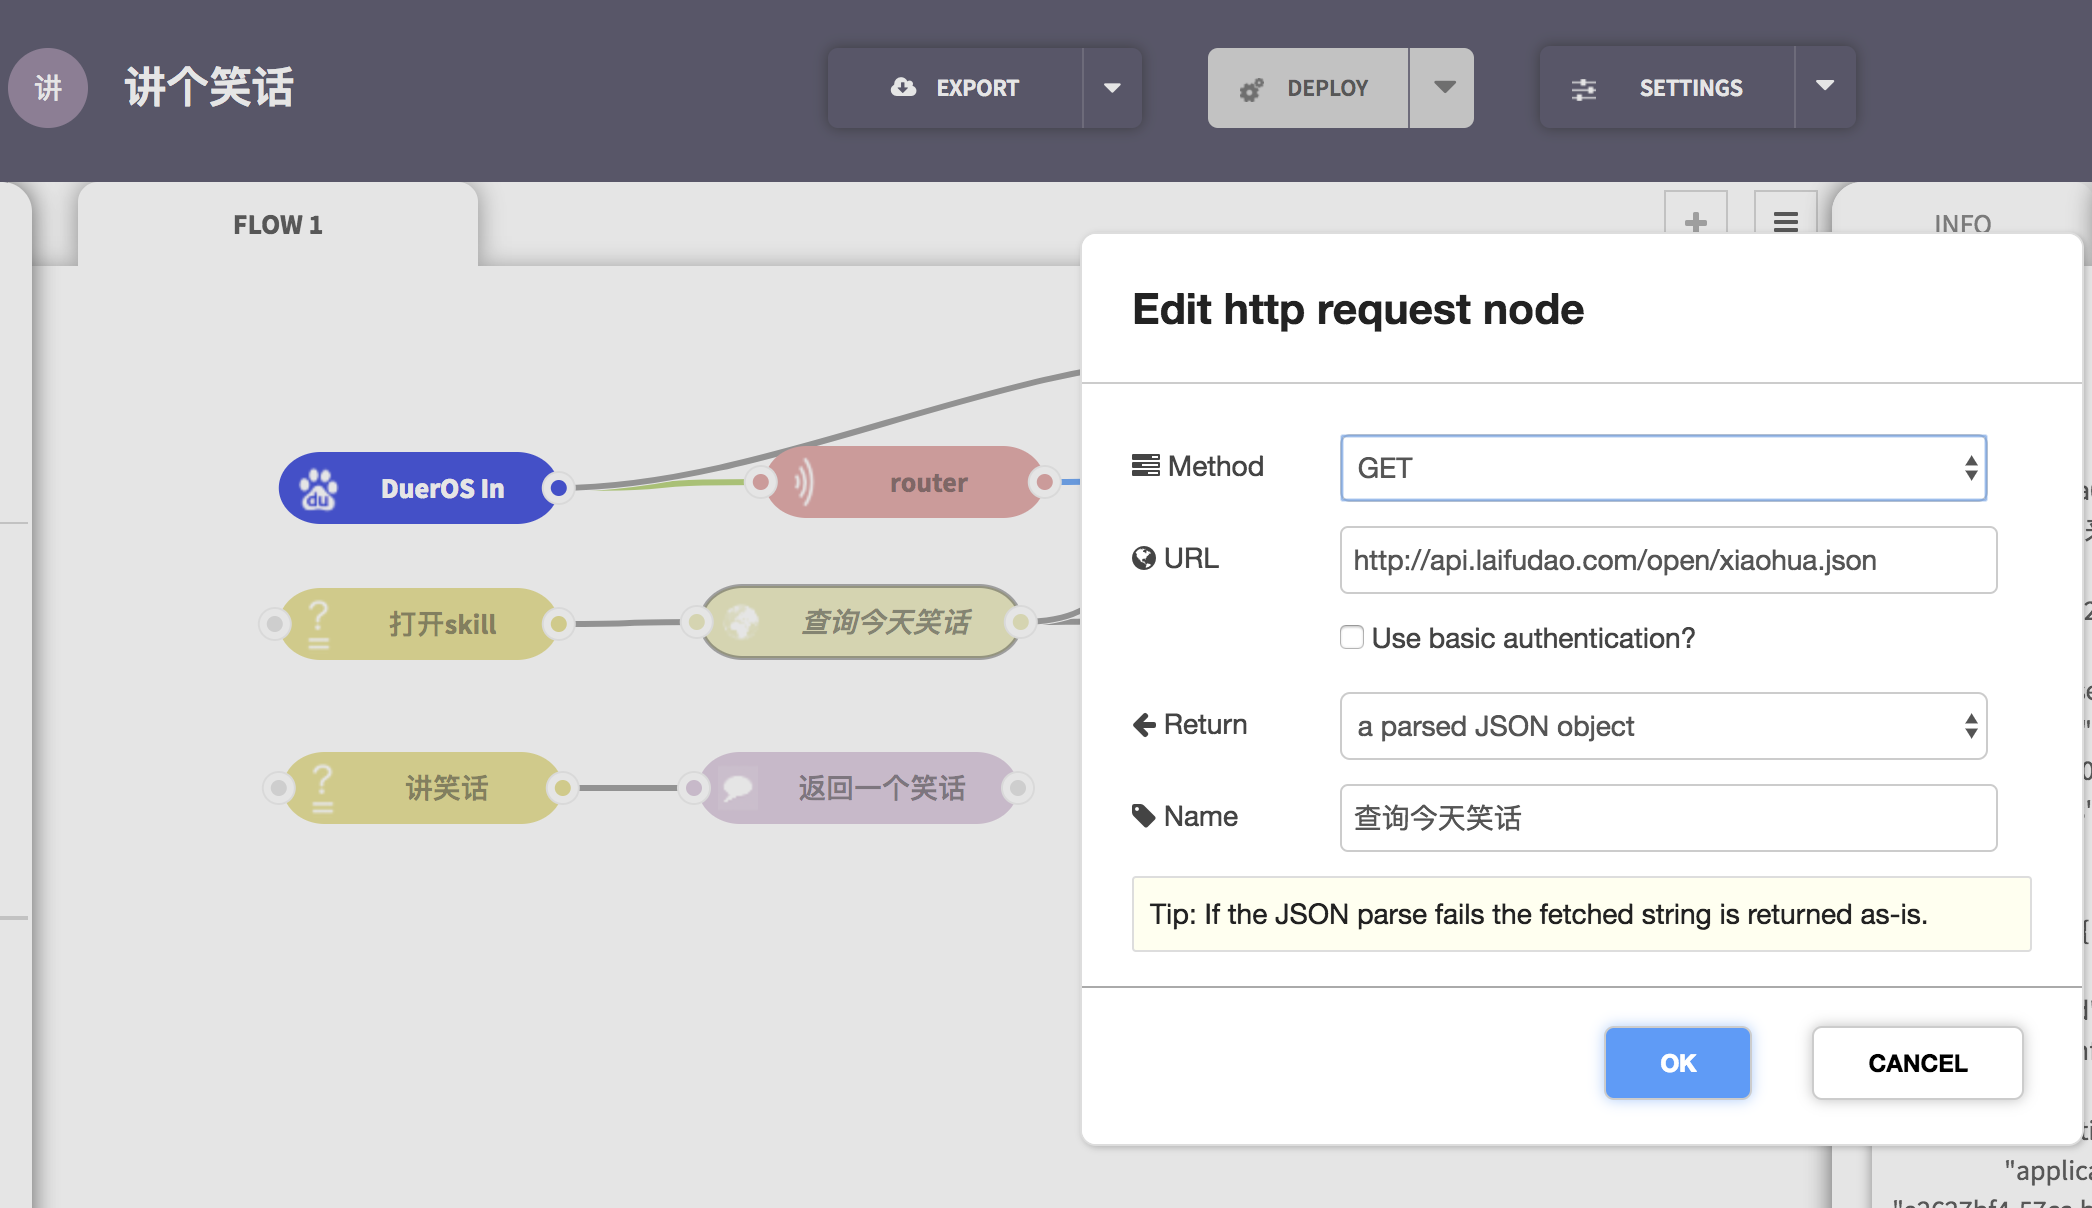 讲
讲个笑话
EXPORT
DEPLOY
SETTINGS
FLOW 1
INFO
Edit http request node
Method
GET
URL
http://api.laifudao.com/open/xiaohua.json
Use basic authentication?
Return
a parsed JSON object
Name
查询今天笑话
Tip: If the JSON parse fails the fetched string is returned as-is.
OK
CANCEL
du
DuerOS In
router
打开skill
查询今天笑话
讲笑话
返回一个笑话
"applica